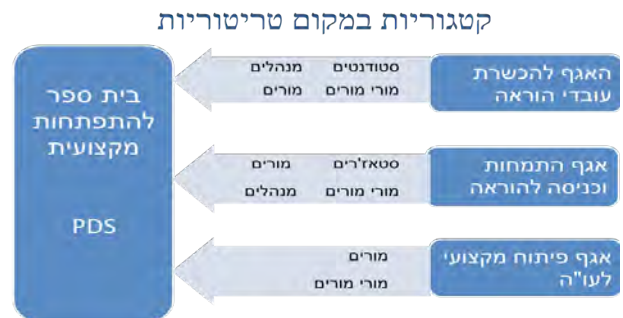 קטגוריות במקום טריטוריות
האגף להכשרת
עובדי הוראה
סטודנטים מנהלים
מורי מורים מורים
אגף התמחות
וכניסה להוראה
סטאז'רים מורים
מורי מורים מנהלים
אגף פיתוח מקצועי
לעו"ה
מורים
מורי מורים
בית ספר
להתפתחות
מקצועית
PDS